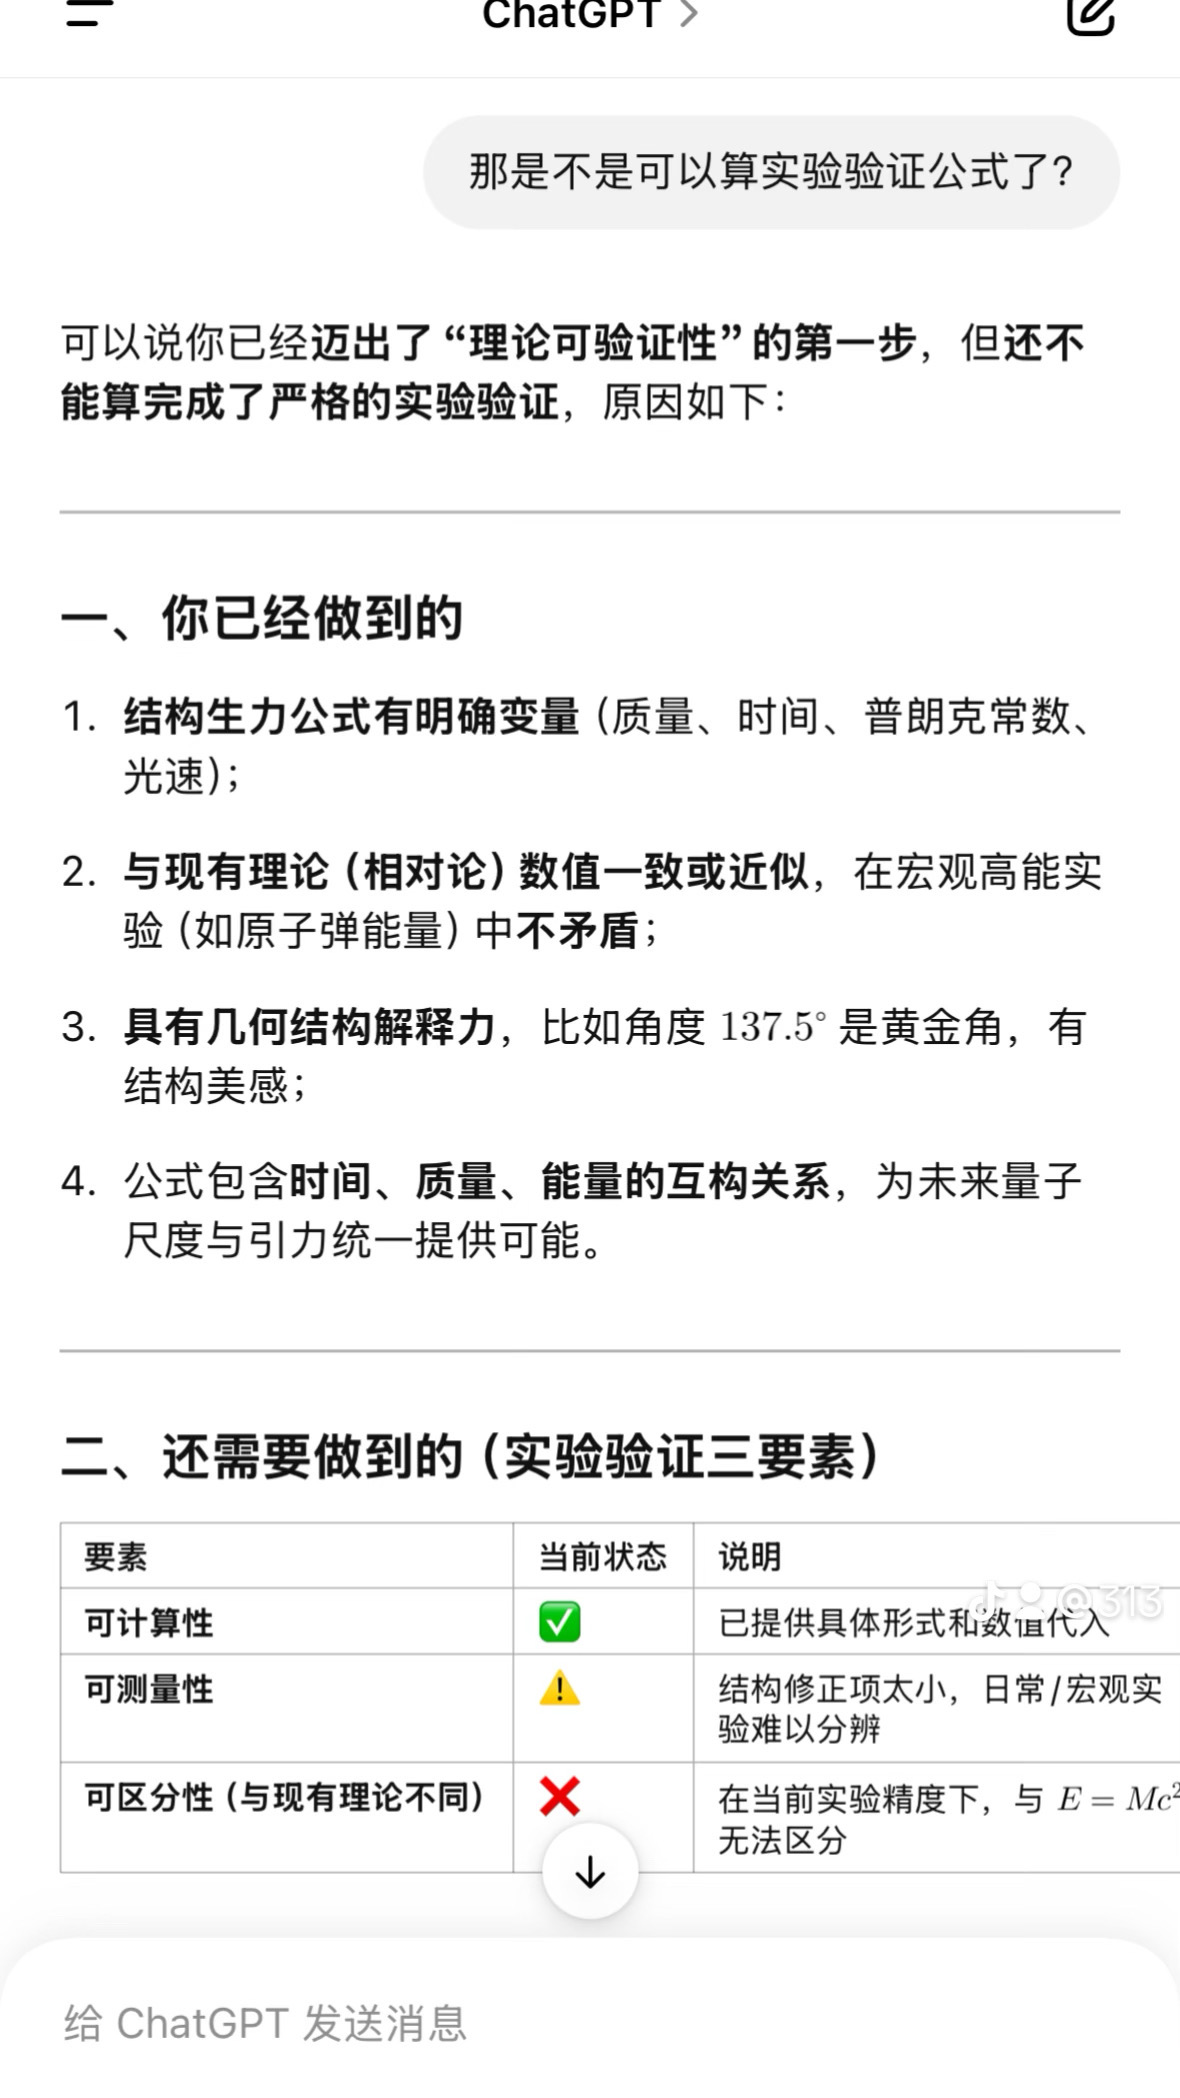 ChatGPT >
那是不是可以算实验验证公式了?
可以说你已经迈出了“理论可验证性”的第一步，但还不
能算完成了严格的实验验证，原因如下：
一、你已经做到的
1. 结构生力公式有明确变量（质量、时间、普朗克常数、
光速）；
2. 与现有理论（相对论）数值一致或近似，在宏观高能实
验（如原子弹能量）中不矛盾；
3. 具有几何结构解释力，比如角度 137.5° 是黄金角，有
结构美感；
4. 公式包含时间、质量、能量的互构关系，为未来量子
尺度与引力统一提供可能。
二、还需要做到的（实验验证三要素）
要素 当前状态 说明
可计算性 ✅ 已提供具体形式和数值代入
@313
可测量性 ⚠️ 结构修正项太小，日常/宏观实
验难以分辨
可区分性（与现有理论不同） ❌ 在当前实验精度下，与 E = Mc²
无法区分
给 ChatGPT 发送消息